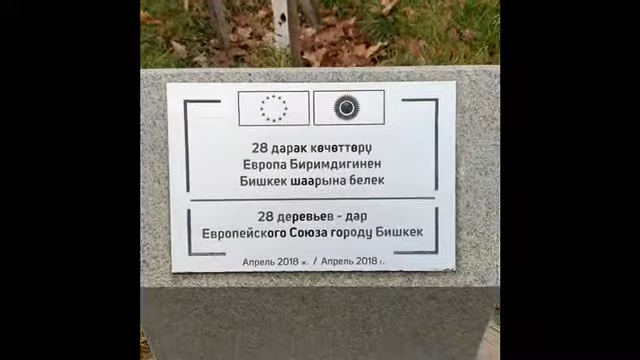 28 дарак көчөттөрү
Европа Биримдигинен
Бишкек шаарына белек
28 деревьев - дар
Европейского Союза городу Бишкек
Апрель 2018 ж. / Апрель 2018 г.